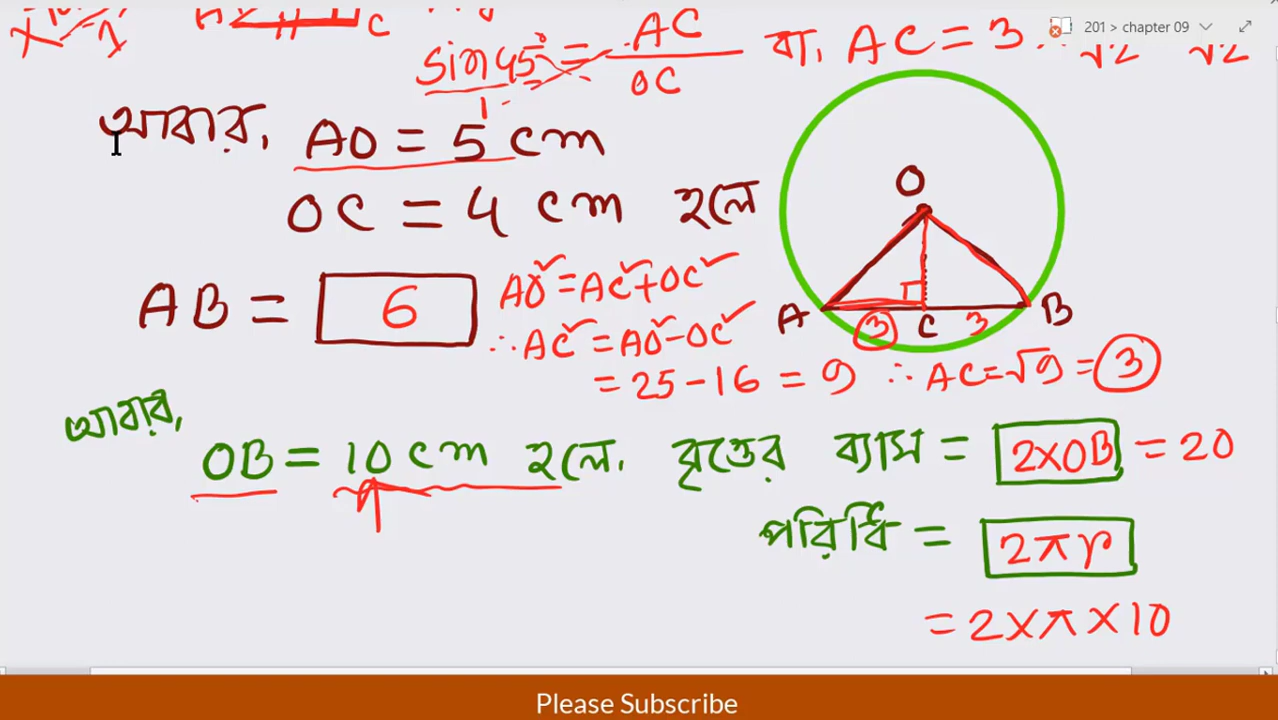 201 > chapter 09
sin 45° = AC/OC বা, AC = 3
আবার, AO = 5 cm
OC = 4 cm হলে
AB = 6
AO² = AC² + OC²
∴ AC² = AO² - OC²
= 25 - 16 = 9 ∴ AC = √9 = 3
O
A 3 C 3 B
আবার,
OB = 10 cm হলে, বৃত্তের ব্যাস = 2×OB = 20
পরিধি = 2πr
= 2×π×10
Please Subscribe